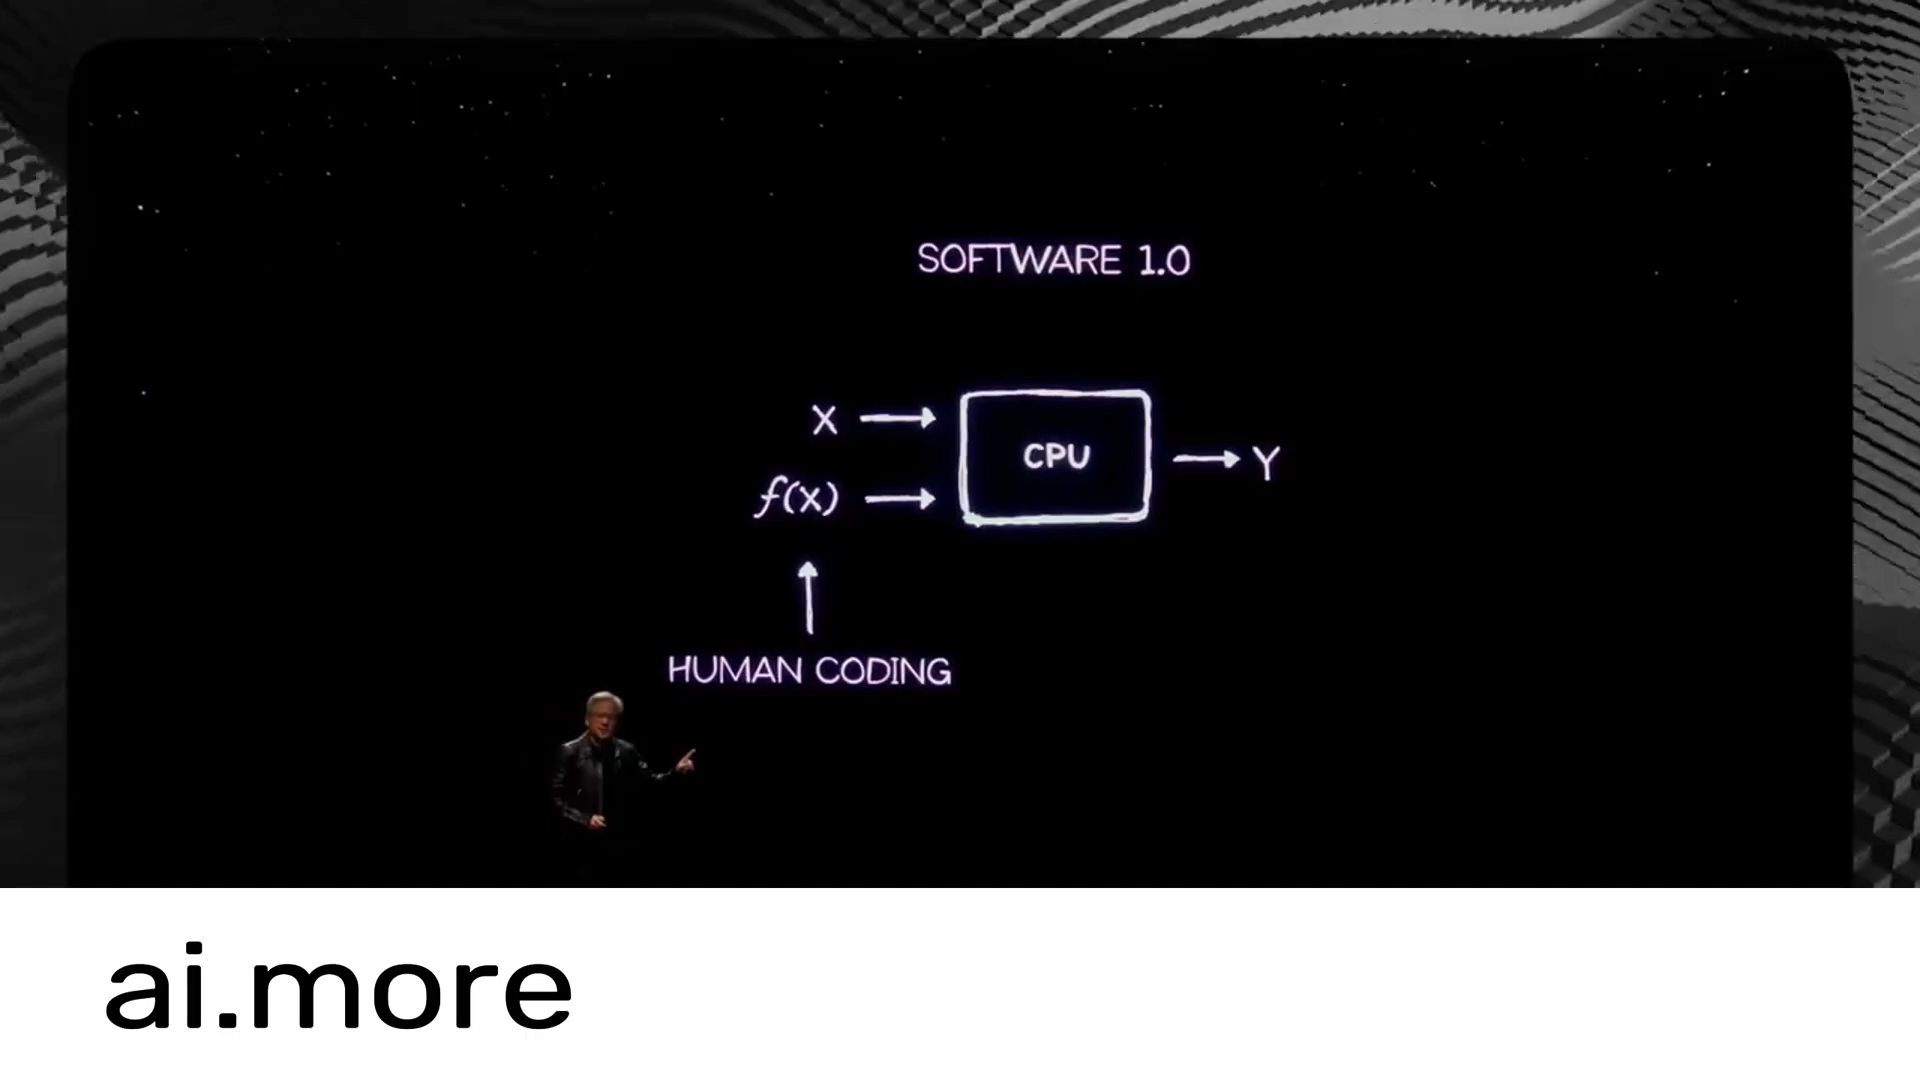 SOFTWARE 1.0
X
CPU
Y
f(x)
HUMAN CODING
ai.more